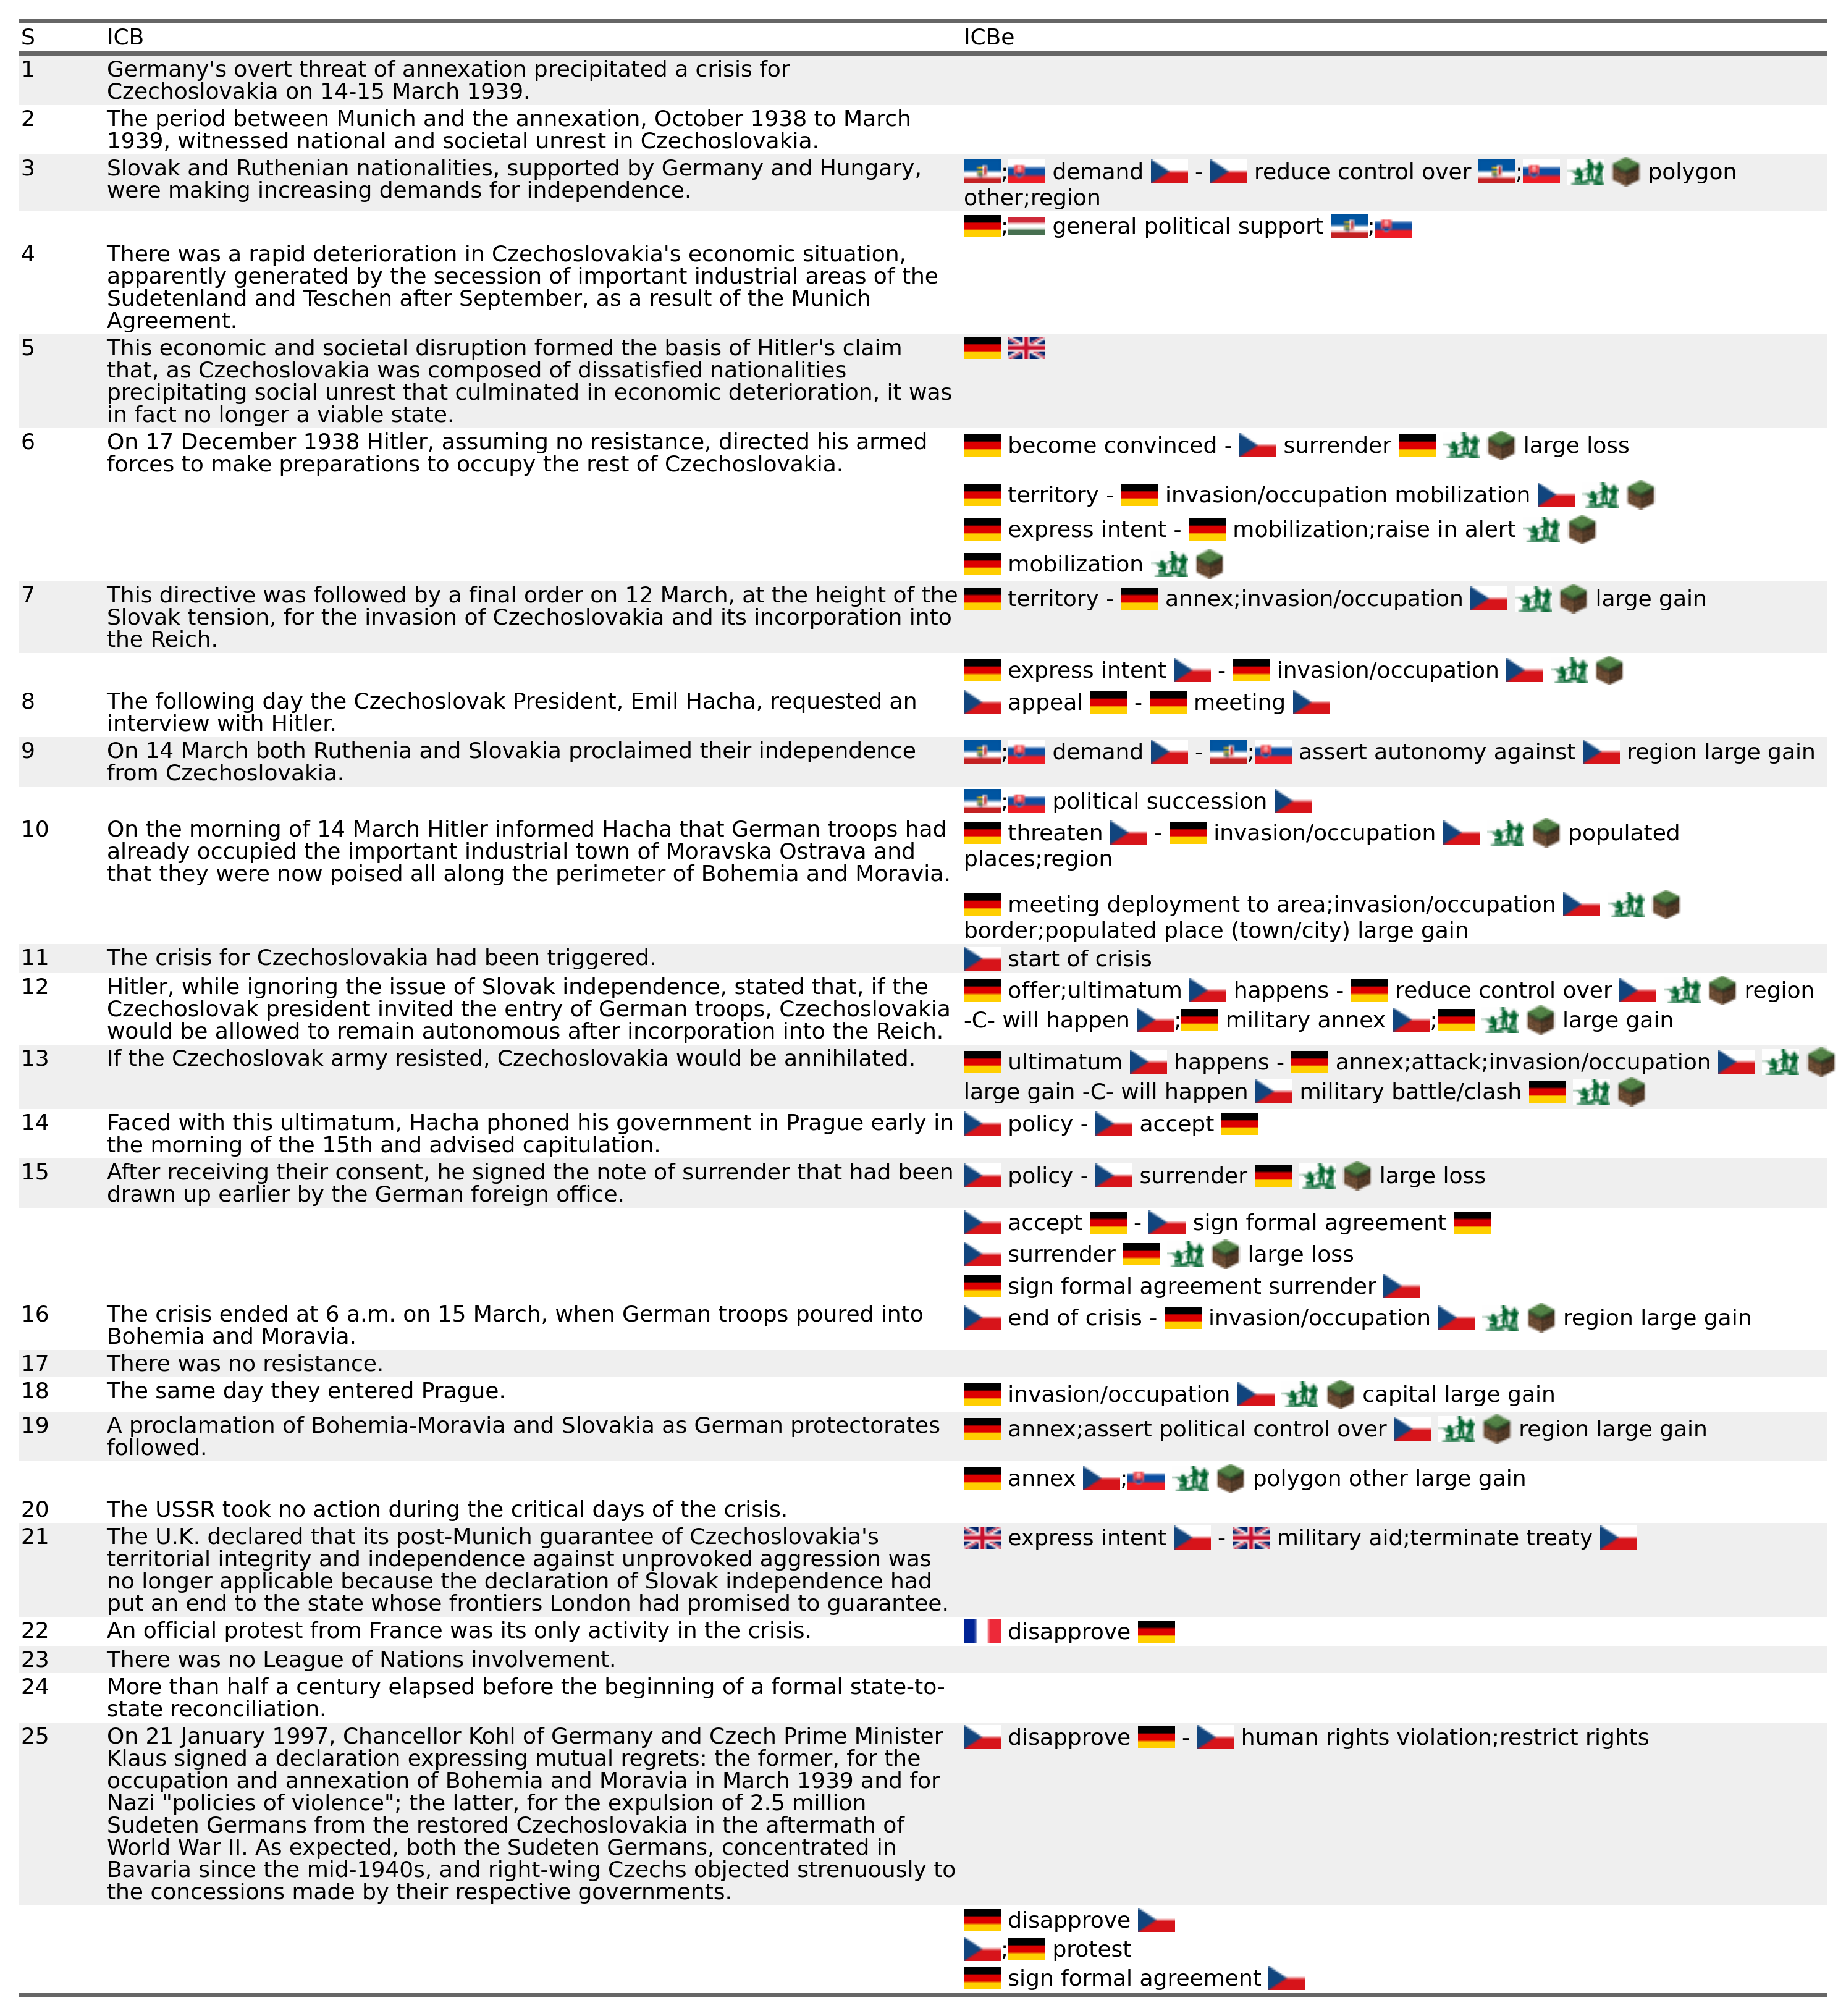 S ICB ICBe
1 Germany's overt threat of annexation precipitated a crisis for
Czechoslovakia on 14-15 March 1939.
2 The period between Munich and the annexation, October 1938 to March
1939, witnessed national and societal unrest in Czechoslovakia.
3 Slovak and Ruthenian nationalities, supported by Germany and Hungary,
were making increasing demands for independence.
; demand - reduce control over ; polygon
other;region
; general political support ;
4 There was a rapid deterioration in Czechoslovakia's economic situation,
apparently generated by the secession of important industrial areas of the
Sudetenland and Teschen after September, as a result of the Munich
Agreement.
5 This economic and societal disruption formed the basis of Hitler's claim
that, as Czechoslovakia was composed of dissatisfied nationalities
precipitating social unrest that culminated in economic deterioration, it was
in fact no longer a viable state.
6 On 17 December 1938 Hitler, assuming no resistance, directed his armed
forces to make preparations to occupy the rest of Czechoslovakia.
become convinced - surrender large loss
territory - invasion/occupation mobilization
express intent - mobilization;raise in alert
mobilization
7 This directive was followed by a final order on 12 March, at the height of the
Slovak tension, for the invasion of Czechoslovakia and its incorporation into
the Reich.
territory - annex;invasion/occupation large gain
express intent - invasion/occupation
8 The following day the Czechoslovak President, Emil Hacha, requested an
interview with Hitler.
appeal - meeting
9 On 14 March both Ruthenia and Slovakia proclaimed their independence
from Czechoslovakia.
; demand - ; assert autonomy against region large gain
; political succession
10 On the morning of 14 March Hitler informed Hacha that German troops had
already occupied the important industrial town of Moravska Ostrava and
that they were now poised all along the perimeter of Bohemia and Moravia.
threaten - invasion/occupation populated
places;region
meeting deployment to area;invasion/occupation
border;populated place (town/city) large gain
11 The crisis for Czechoslovakia had been triggered.
start of crisis
12 Hitler, while ignoring the issue of Slovak independence, stated that, if the
Czechoslovak president invited the entry of German troops, Czechoslovakia
would be allowed to remain autonomous after incorporation into the Reich.
offer;ultimatum happens - reduce control over region
-C- will happen ; military annex ; large gain
13 If the Czechoslovak army resisted, Czechoslovakia would be annihilated.
ultimatum happens - annex;attack;invasion/occupation
large gain -C- will happen military battle/clash
14 Faced with this ultimatum, Hacha phoned his government in Prague early in
the morning of the 15th and advised capitulation.
policy - accept
15 After receiving their consent, he signed the note of surrender that had been
drawn up earlier by the German foreign office.
policy - surrender large loss
accept - sign formal agreement
surrender large loss
sign formal agreement surrender
16 The crisis ended at 6 a.m. on 15 March, when German troops poured into
Bohemia and Moravia.
end of crisis - invasion/occupation region large gain
17 There was no resistance.
18 The same day they entered Prague.
invasion/occupation capital large gain
19 A proclamation of Bohemia-Moravia and Slovakia as German protectorates
followed.
annex;assert political control over region large gain
annex ; polygon other large gain
20 The USSR took no action during the critical days of the crisis.
21 The U.K. declared that its post-Munich guarantee of Czechoslovakia's
territorial integrity and independence against unprovoked aggression was
no longer applicable because the declaration of Slovak independence had
put an end to the state whose frontiers London had promised to guarantee.
express intent - military aid;terminate treaty
22 An official protest from France was its only activity in the crisis.
disapprove
23 There was no League of Nations involvement.
24 More than half a century elapsed before the beginning of a formal state-to-
state reconciliation.
25 On 21 January 1997, Chancellor Kohl of Germany and Czech Prime Minister
Klaus signed a declaration expressing mutual regrets: the former, for the
occupation and annexation of Bohemia and Moravia in March 1939 and for
Nazi "policies of violence"; the latter, for the expulsion of 2.5 million
Sudeten Germans from the restored Czechoslovakia in the aftermath of
World War II. As expected, both the Sudeten Germans, concentrated in
Bavaria since the mid-1940s, and right-wing Czechs objected strenuously to
the concessions made by their respective governments.
disapprove - human rights violation;restrict rights
disapprove
; protest
sign formal agreement